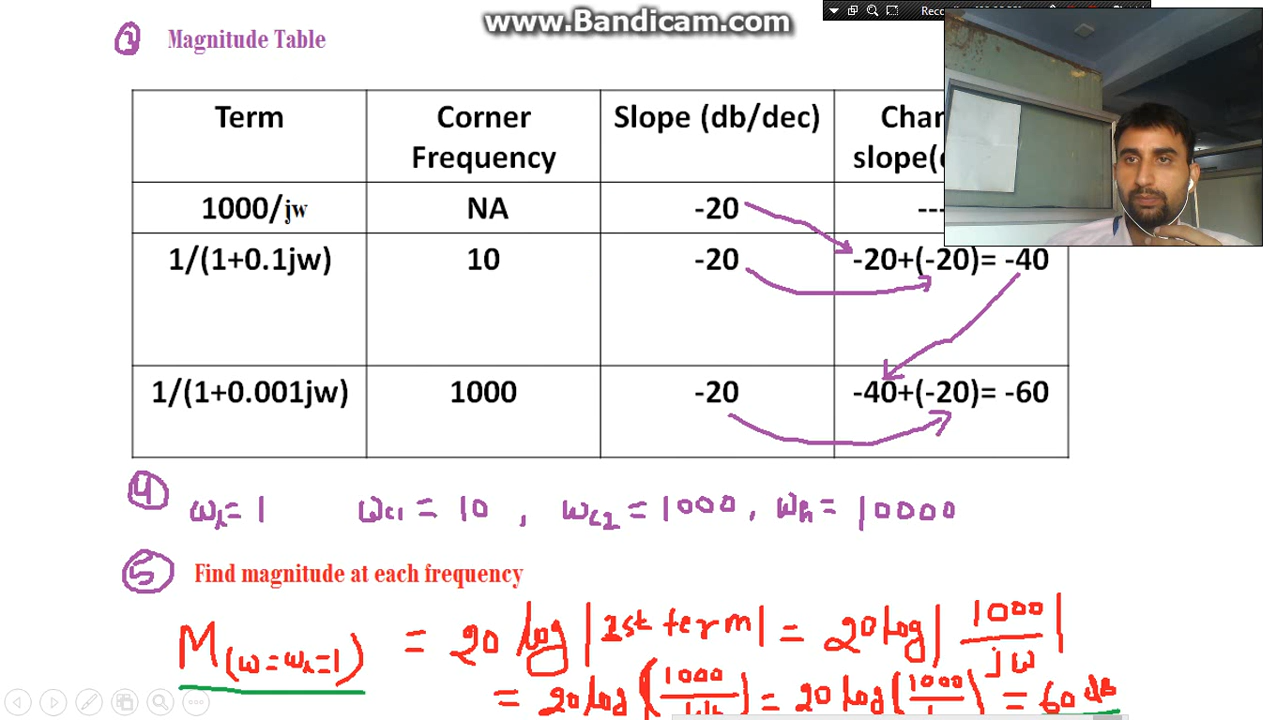 www.Bandicam.com
③ Magnitude Table
Term Corner Frequency Slope (db/dec)
1000/jw NA -20 ---
1/(1+0.1jw) 10 -20 -20+(-20)= -40
1/(1+0.001jw) 1000 -20 -40+(-20)= -60
④ ωl = 1 ωc1 = 10 , ωc2 = 1000, ωh = 10000
⑤ Find magnitude at each frequency
M(ω=ωl=1) = 20 log |1st term| = 20 log | 1000 / jω |
= 20 log ( 1000 = 20 log ( 1000 / 1 ) = 60 db